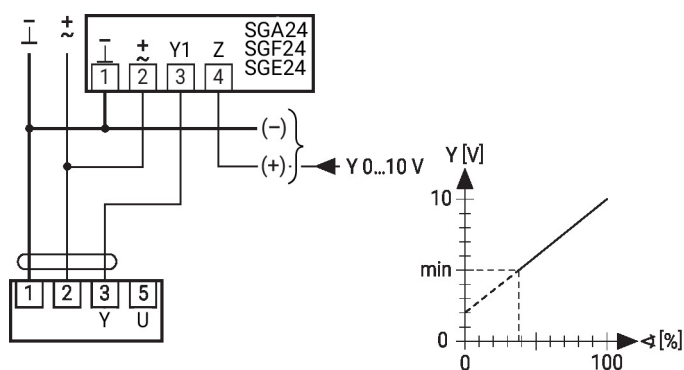 ⊥ ~
SGA24
SGF24
SGE24
– ⊥ + ~ Y1 Z
1 2 3 4
(–)
(+) Y 0...10 V
1 2 3 5
Y U
Y [V]
10
min
0
0 100 ∢ [%]